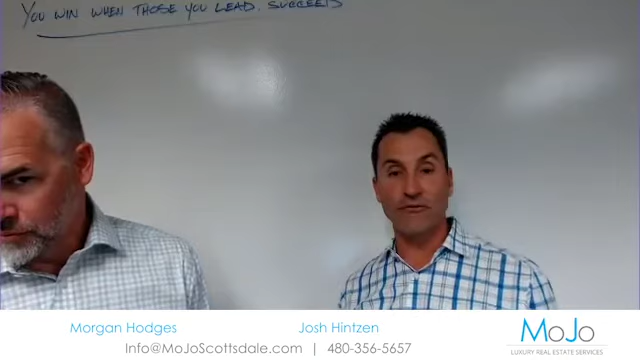 YOU WIN WHEN THOSE YOU LEAD. SUCCEEDS
Morgan Hodges Josh Hintzen
Info@MoJoScottsdale.com | 480-356-5657
MoJo
LUXURY REAL ESTATE SERVICES